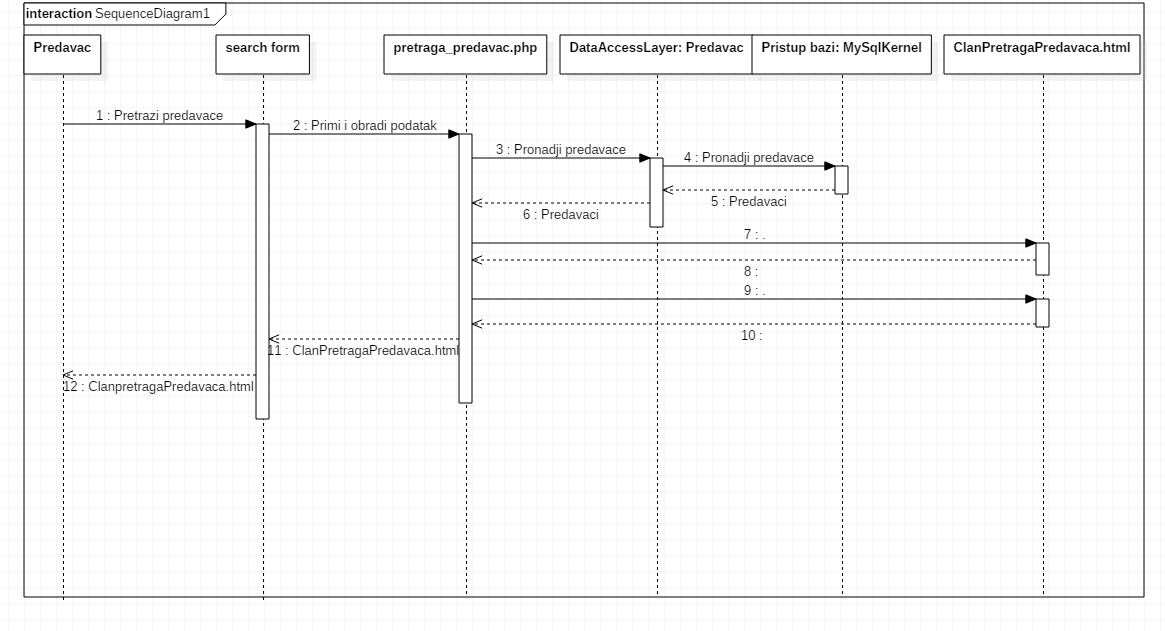 interaction SequenceDiagram1
Predavac
search form
pretraga_predavac.php
DataAccessLayer: Predavac
Pristup bazi: MySqlKernel
ClanPretragaPredavaca.html
1 : Pretrazi predavace
2 : Primi i obradi podatak
3 : Pronadji predavace
4 : Pronadji predavace
5 : Predavaci
6 : Predavaci
7 : .
8 :
9 : .
10 :
11 : ClanPretragaPredavaca.html
12 : ClanpretragaPredavaca.html